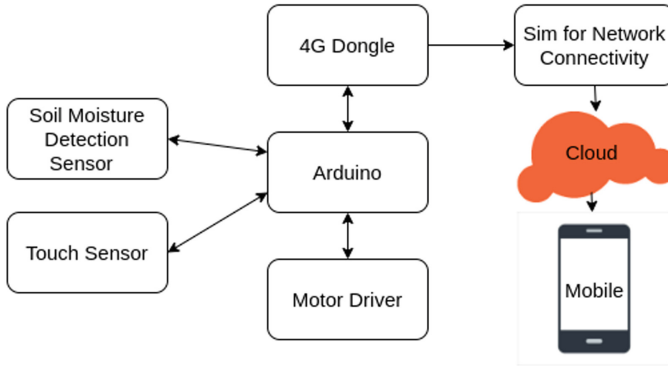 4G Dongle
Sim for Network
Connectivity
Soil Moisture
Detection
Sensor
Arduino
Cloud
Touch Sensor
Motor Driver
Mobile